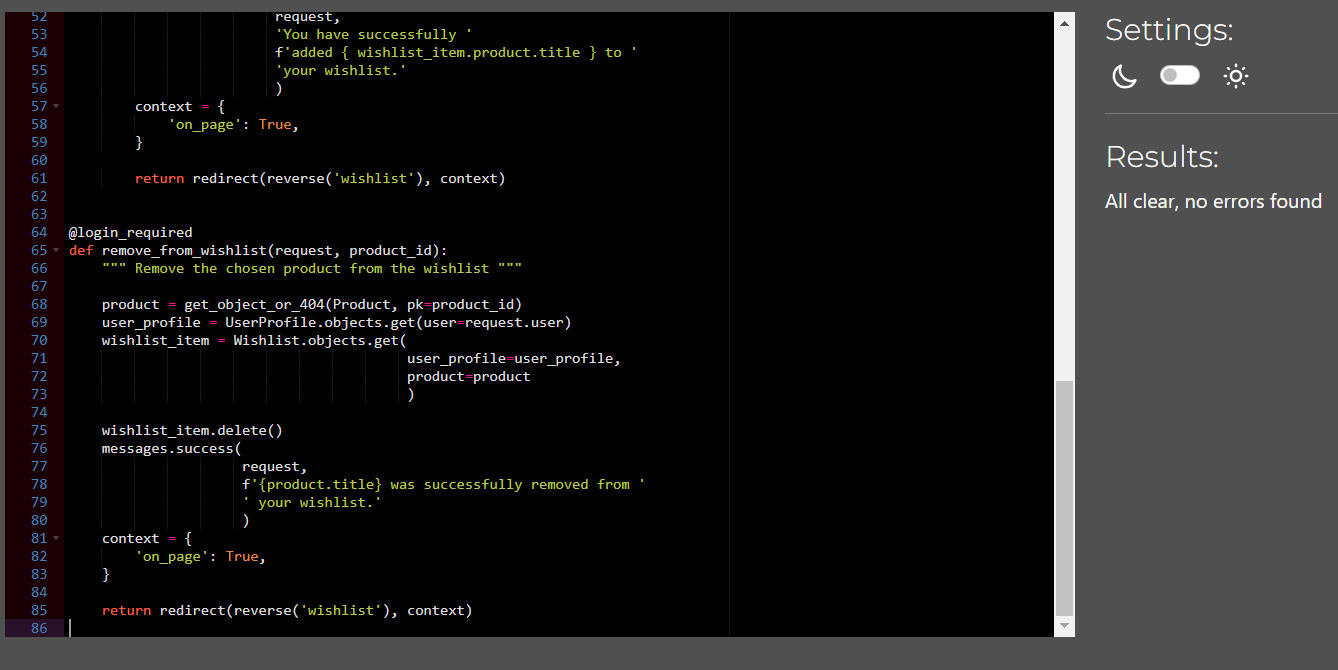 52                          request,
53                          'You have successfully '
54                          f'added { wishlist_item.product.title } to '
55                          'your wishlist.'
56                          )
57         context = {
58             'on_page': True,
59         }
60
61         return redirect(reverse('wishlist'), context)
62
63
64 @login_required
65 def remove_from_wishlist(request, product_id):
66     """ Remove the chosen product from the wishlist """
67
68     product = get_object_or_404(Product, pk=product_id)
69     user_profile = UserProfile.objects.get(user=request.user)
70     wishlist_item = Wishlist.objects.get(
71                                          user_profile=user_profile,
72                                          product=product
73                                          )
74
75     wishlist_item.delete()
76     messages.success(
77                      request,
78                      f'{product.title} was successfully removed from '
79                      ' your wishlist.'
80                      )
81     context = {
82         'on_page': True,
83     }
84
85     return redirect(reverse('wishlist'), context)
86
Settings:
Results:
All clear, no errors found